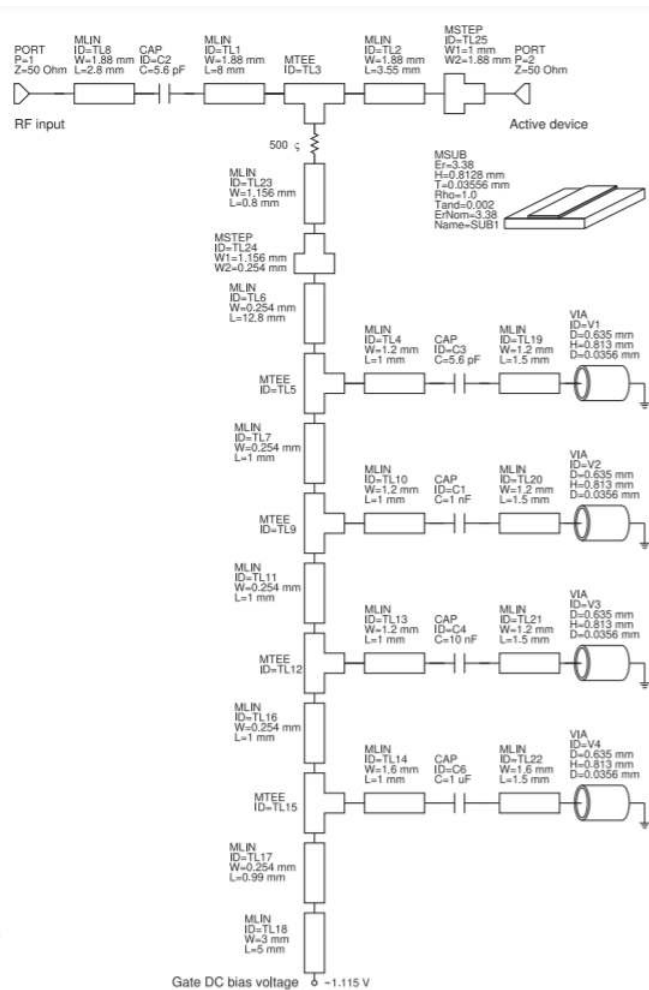 PORT
P=1
Z=50 Ohm
MLIN
ID=TL8
W=1.88 mm
L=2.8 mm
CAP
ID=C2
C=5.6 pF
MLIN
ID=TL1
W=1.88 mm
L=8 mm
MTEE
ID=TL3
MLIN
ID=TL2
W=1.88 mm
L=3.55 mm
MSTEP
ID=TL25
W1=1 mm
W2=1.88 mm
PORT
P=2
Z=50 Ohm
RF input
Active device
500 ς
MSUB
Er=3.38
H=0.8128 mm
T=0.03556 mm
Rho=1.0
Tand=0.002
ErNom=3.38
Name=SUB1
MLIN
ID=TL23
W=1.156 mm
L=0.8 mm
MSTEP
ID=TL24
W1=1.156 mm
W2=0.254 mm
MLIN
ID=TL6
W=0.254 mm
L=12.8 mm
MTEE
ID=TL5
MLIN
ID=TL4
W=1.2 mm
L=1 mm
CAP
ID=C3
C=5.6 pF
MLIN
ID=TL19
W=1.2 mm
L=1.5 mm
VIA
ID=V1
D=0.635 mm
H=0.813 mm
D=0.0356 mm
MLIN
ID=TL7
W=0.254 mm
L=1 mm
MTEE
ID=TL9
MLIN
ID=TL10
W=1.2 mm
L=1 mm
CAP
ID=C1
C=1 nF
MLIN
ID=TL20
W=1.2 mm
L=1.5 mm
VIA
ID=V2
D=0.635 mm
H=0.813 mm
D=0.0356 mm
MLIN
ID=TL11
W=0.254 mm
L=1 mm
MTEE
ID=TL12
MLIN
ID=TL13
W=1.2 mm
L=1 mm
CAP
ID=C4
C=10 nF
MLIN
ID=TL21
W=1.2 mm
L=1.5 mm
VIA
ID=V3
D=0.635 mm
H=0.813 mm
D=0.0356 mm
MLIN
ID=TL16
W=0.254 mm
L=1 mm
MTEE
ID=TL15
MLIN
ID=TL14
W=1.6 mm
L=1 mm
CAP
ID=C6
C=1 uF
MLIN
ID=TL22
W=1.6 mm
L=1.5 mm
VIA
ID=V4
D=0.635 mm
H=0.813 mm
D=0.0356 mm
MLIN
ID=TL17
W=0.254 mm
L=0.99 mm
MLIN
ID=TL18
W=3 mm
L=5 mm
Gate DC bias voltage
−1.115 V